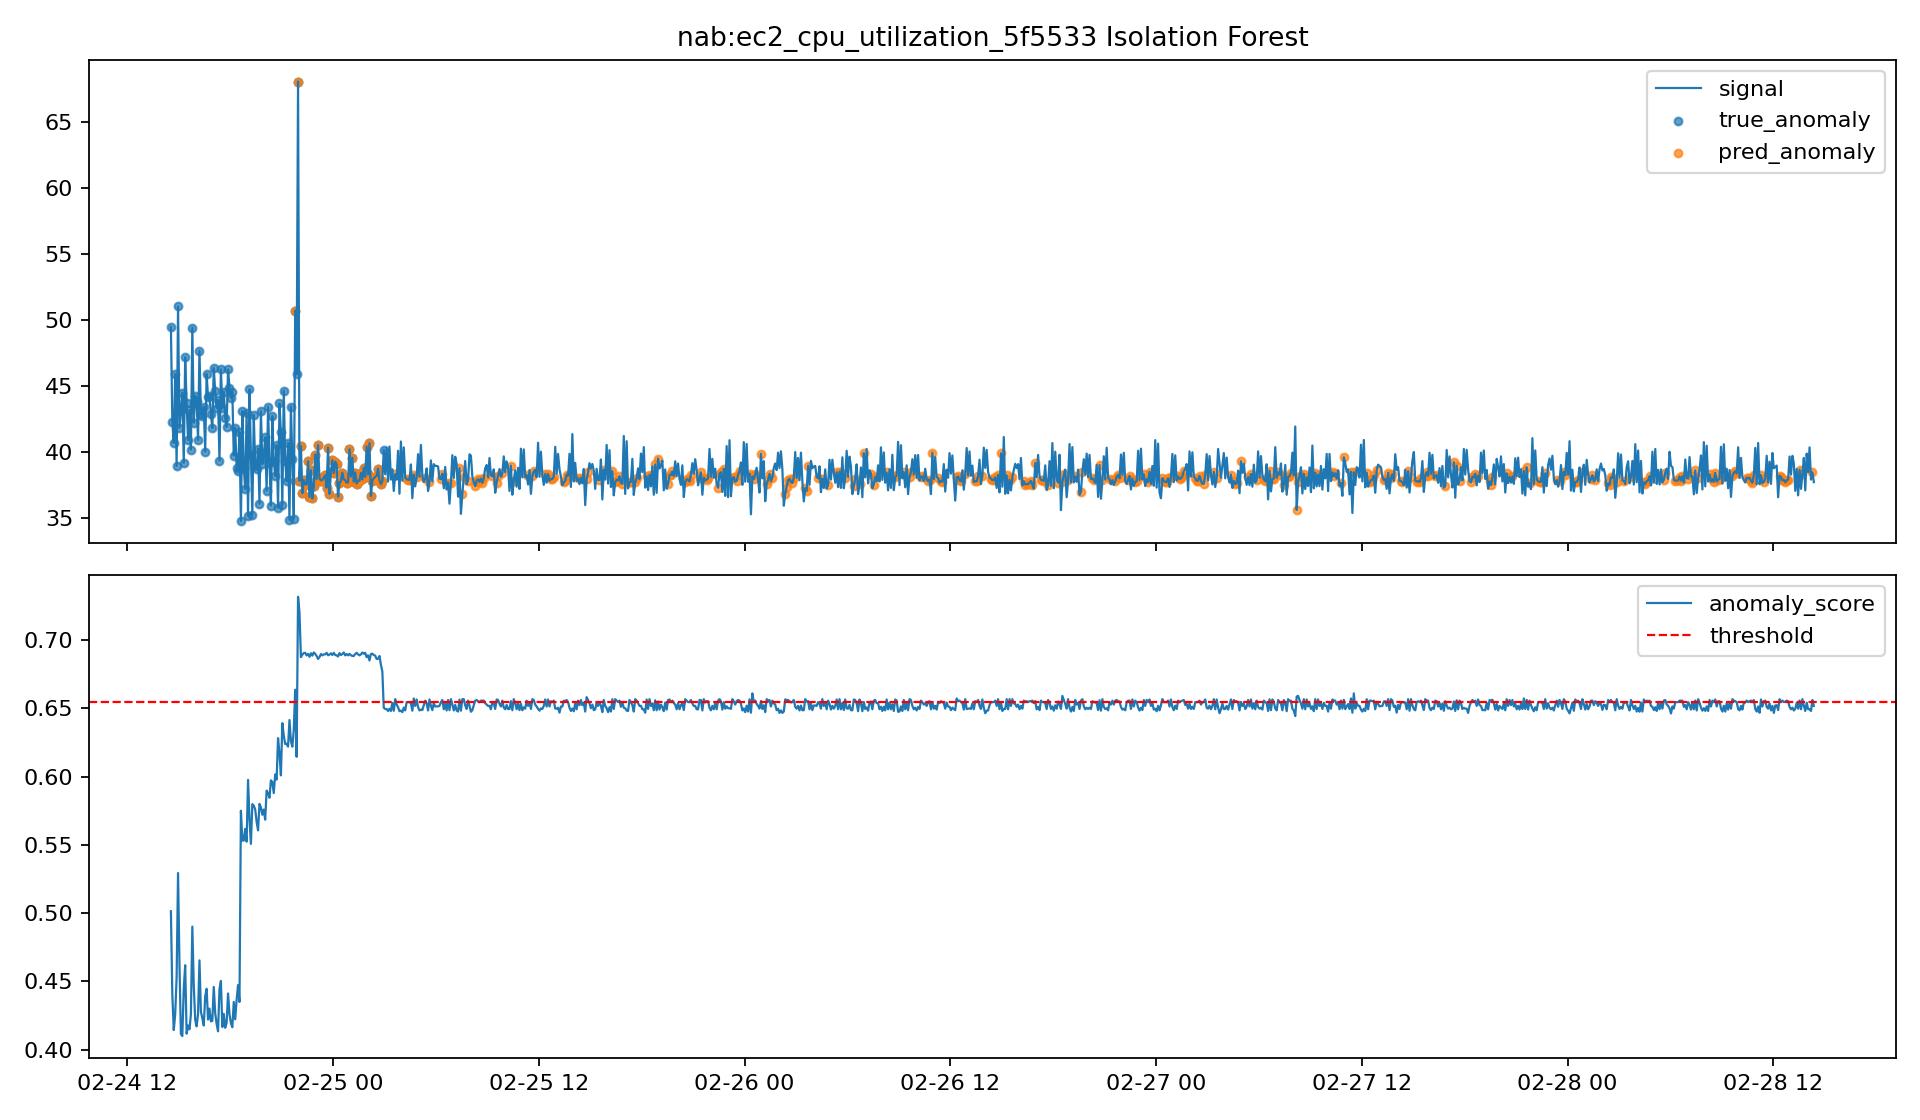 nab:ec2_cpu_utilization_5f5533 Isolation Forest
signal
true_anomaly
pred_anomaly
65
60
55
50
45
40
35
anomaly_score
threshold
0.70
0.65
0.60
0.55
0.50
0.45
0.40
02-24 12 02-25 00 02-25 12 02-26 00 02-26 12 02-27 00 02-27 12 02-28 00 02-28 12